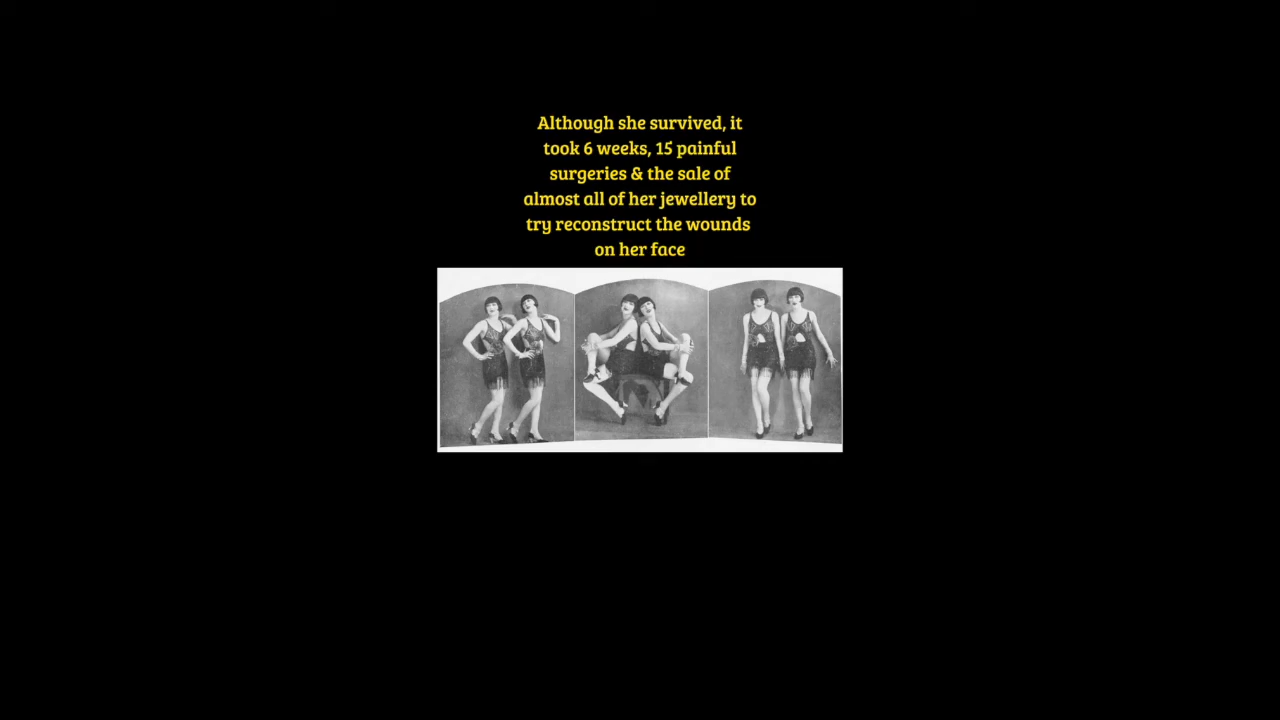 Although she survived, it
took 6 weeks, 15 painful
surgeries & the sale of
almost all of her jewellery to
try reconstruct the wounds
on her face